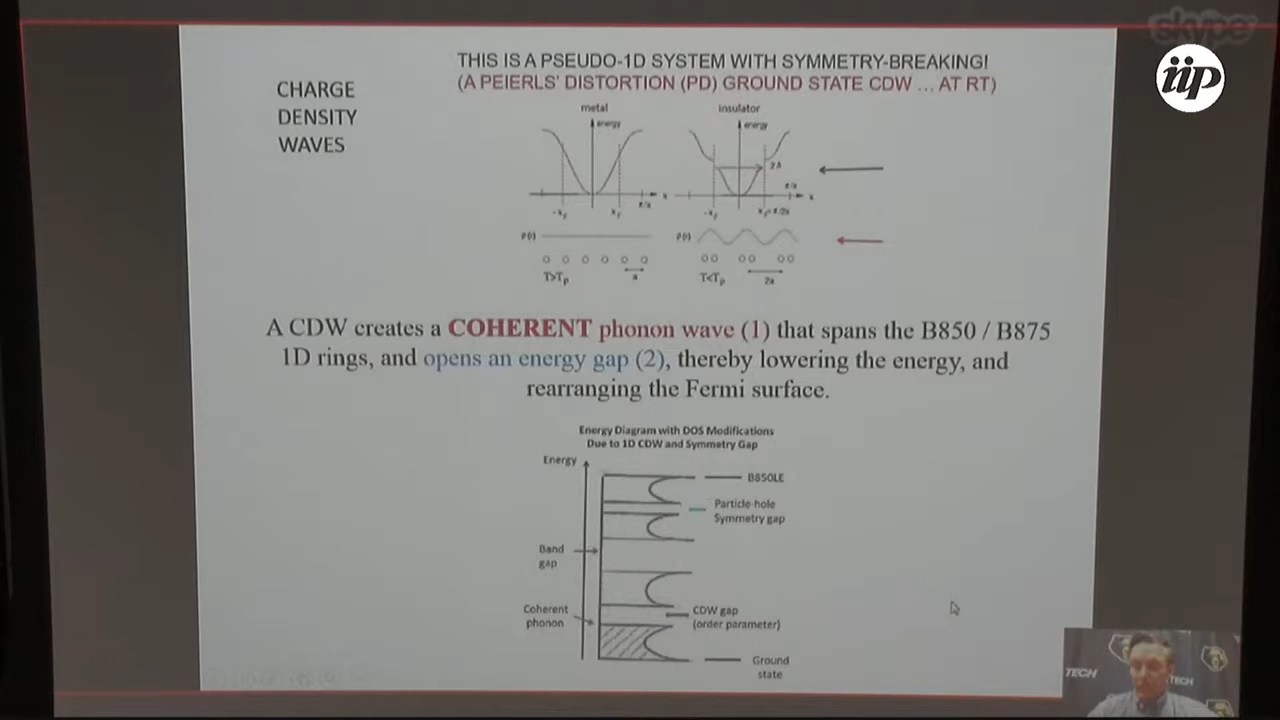 skype
iip
THIS IS A PSEUDO-1D SYSTEM WITH SYMMETRY-BREAKING!
(A PEIERLS' DISTORTION (PD) GROUND STATE CDW ... AT RT)
CHARGE
DENSITY
WAVES
metal
insulator
energy
energy
2Δ
π/a
π/a
T>Tp
a
T<Tp
2a
A CDW creates a COHERENT phonon wave (1) that spans the B850 / B875
1D rings, and opens an energy gap (2), thereby lowering the energy, and
rearranging the Fermi surface.
Energy Diagram with DOS Modifications
Due to 1D CDW and Symmetry Gap
Energy
B850LE
Particle-hole
Symmetry gap
Band
gap
Coherent
phonon
CDW gap
(order parameter)
Ground
state
TECH
TECH